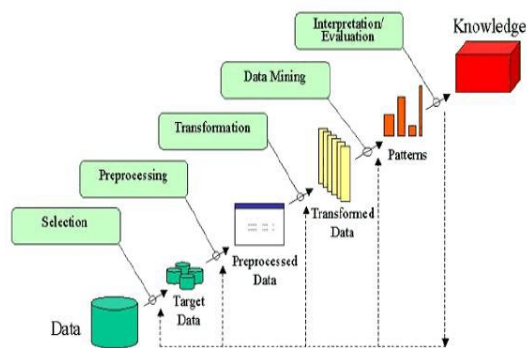 Interpretation/
Evaluation
Knowledge
Data Mining
Transformation
Patterns
Preprocessing
Transformed
Data
Selection
Preprocessed
Data
Target
Data
Data